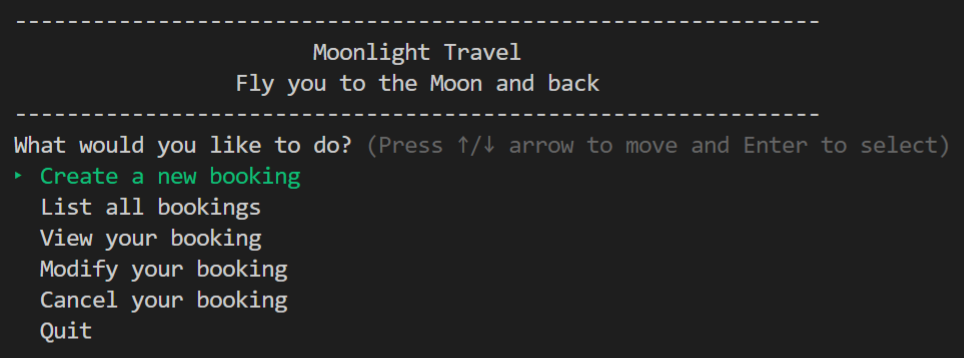 --------------------------------------------------------------
Moonlight Travel
Fly you to the Moon and back
--------------------------------------------------------------
What would you like to do? (Press ↑/↓ arrow to move and Enter to select)
‣ Create a new booking
List all bookings
View your booking
Modify your booking
Cancel your booking
Quit